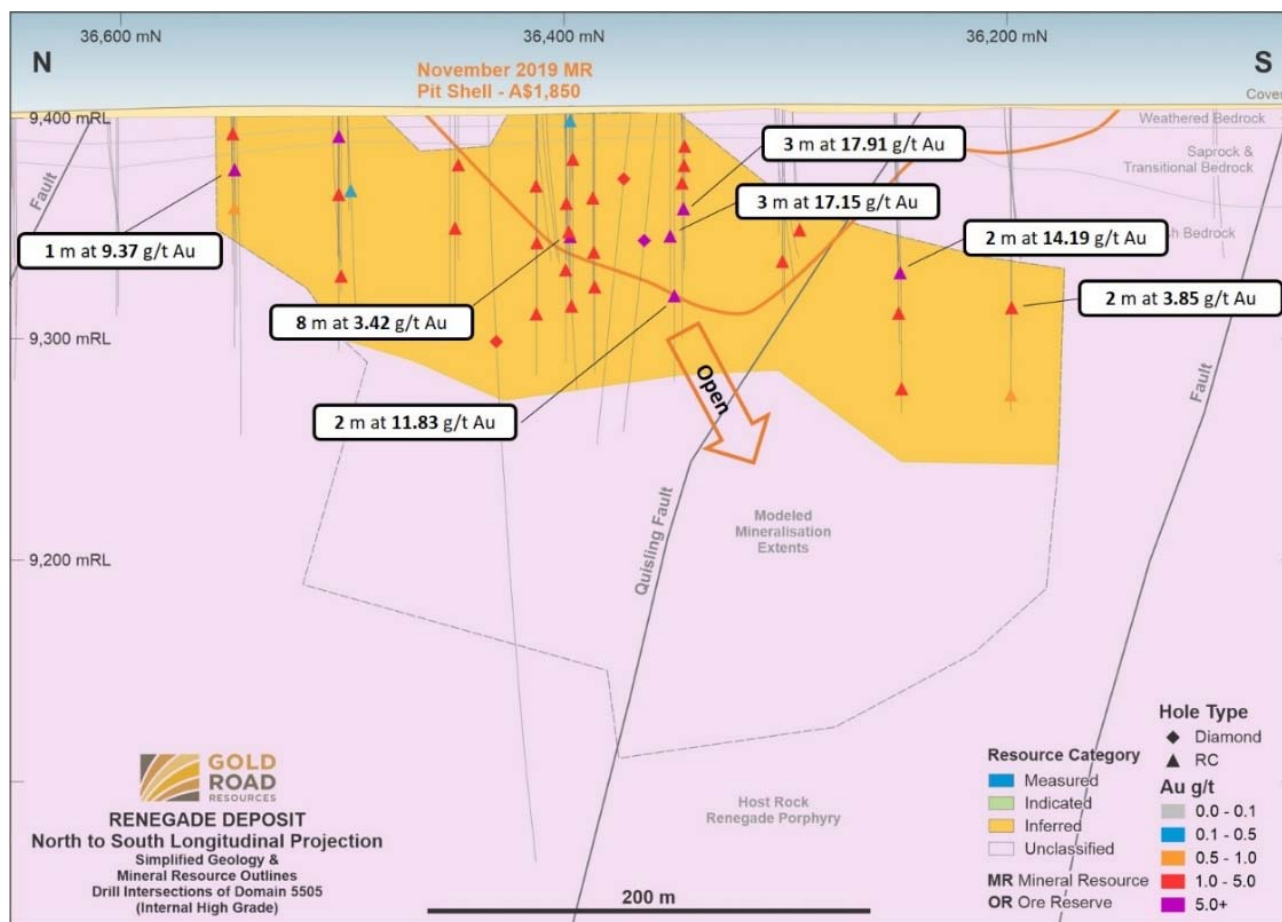 36,600 mN
36,400 mN
36,200 mN
N
S
November 2019 MR
Pit Shell - A$1,850
Cover
9,400 mRL
Weathered Bedrock
3 m at 17.91 g/t Au
Saprock &
Transitional Bedrock
Fault
3 m at 17.15 g/t Au
1 m at 9.37 g/t Au
2 m at 14.19 g/t Au
sh Bedrock
2 m at 3.85 g/t Au
8 m at 3.42 g/t Au
9,300 mRL
Open
Fault
2 m at 11.83 g/t Au
Quisling Fault
Modeled
Mineralisation
Extents
9,200 mRL
Host Rock
Renegade Porphyry
GOLD
ROAD
RESOURCES
RENEGADE DEPOSIT
North to South Longitudinal Projection
Simplified Geology &
Mineral Resource Outlines
Drill Intersections of Domain 5505
(Internal High Grade)
200 m
Resource Category
Measured
Indicated
Inferred
Unclassified
MR Mineral Resource
OR Ore Reserve
Hole Type
Diamond
RC
Au g/t
0.0 - 0.1
0.1 - 0.5
0.5 - 1.0
1.0 - 5.0
5.0+